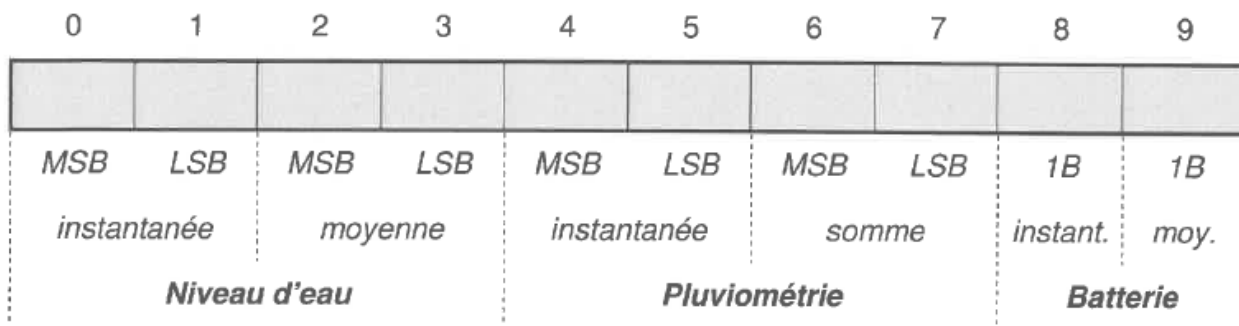 0 1 2 3 4 5 6 7 8 9
MSB LSB MSB LSB MSB LSB MSB LSB 1B 1B
instantanée moyenne instantanée somme instant. moy.
Niveau d'eau Pluviométrie Batterie